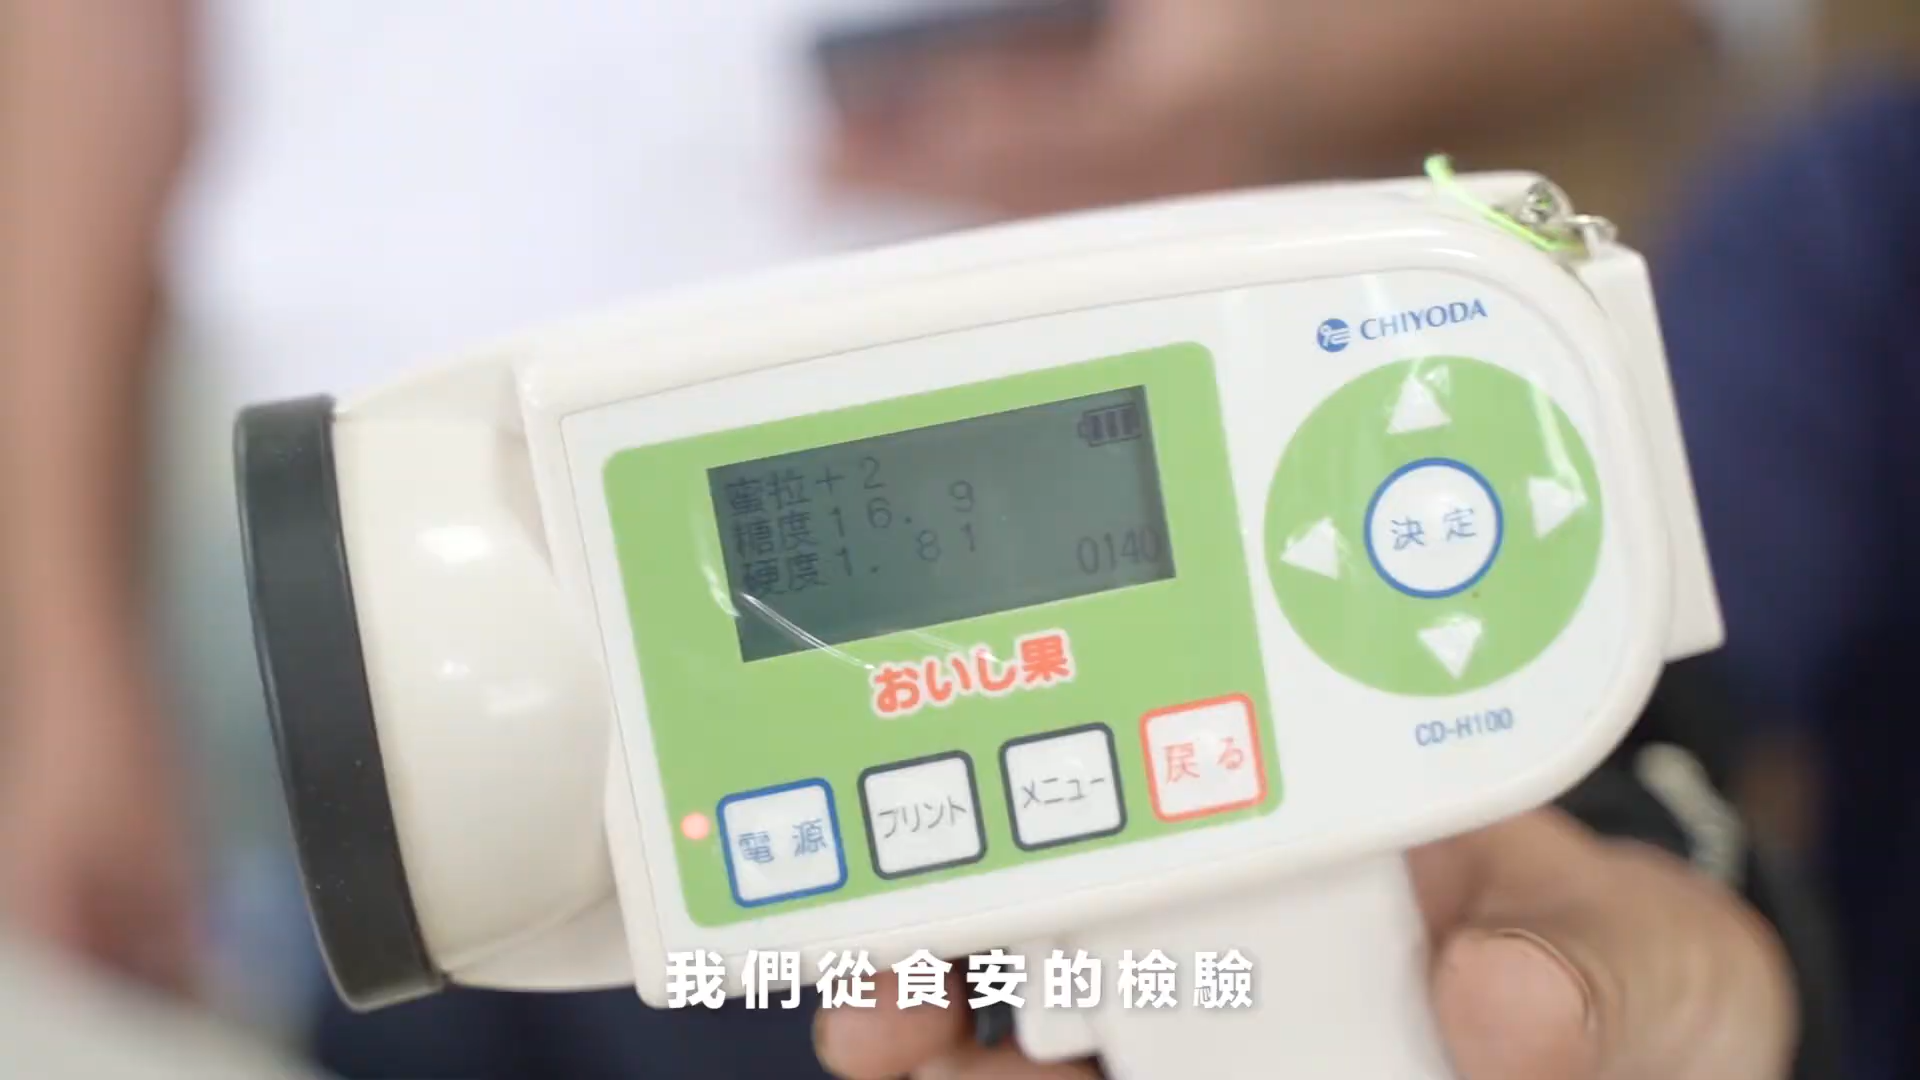 CHIYODA
蜜拉+2
糖度16.9
硬度1.81
0140
決定
おいし果
CD-H100
電源
プリント
メニュー
戻る
我們從食安的檢驗